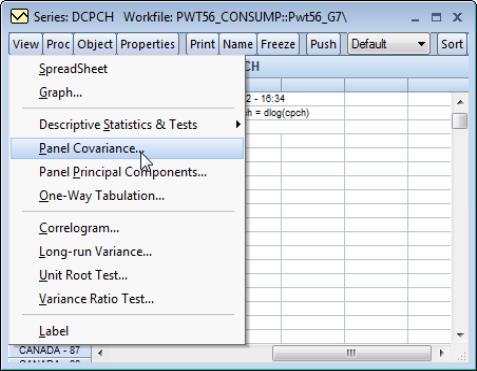 Series: DCPCH Workfile: PWT56_CONSUMP::Pwt56_G7\
View Proc Object Properties Print Name Freeze Push Default Sort
CH
SpreadSheet
Graph...
2 - 16:34
h = dlog(cpch)
Descriptive Statistics & Tests
Panel Covariance...
Panel Principal Components...
One-Way Tabulation...
Correlogram...
Long-run Variance...
Unit Root Test...
Variance Ratio Test...
Label
CANADA - 87